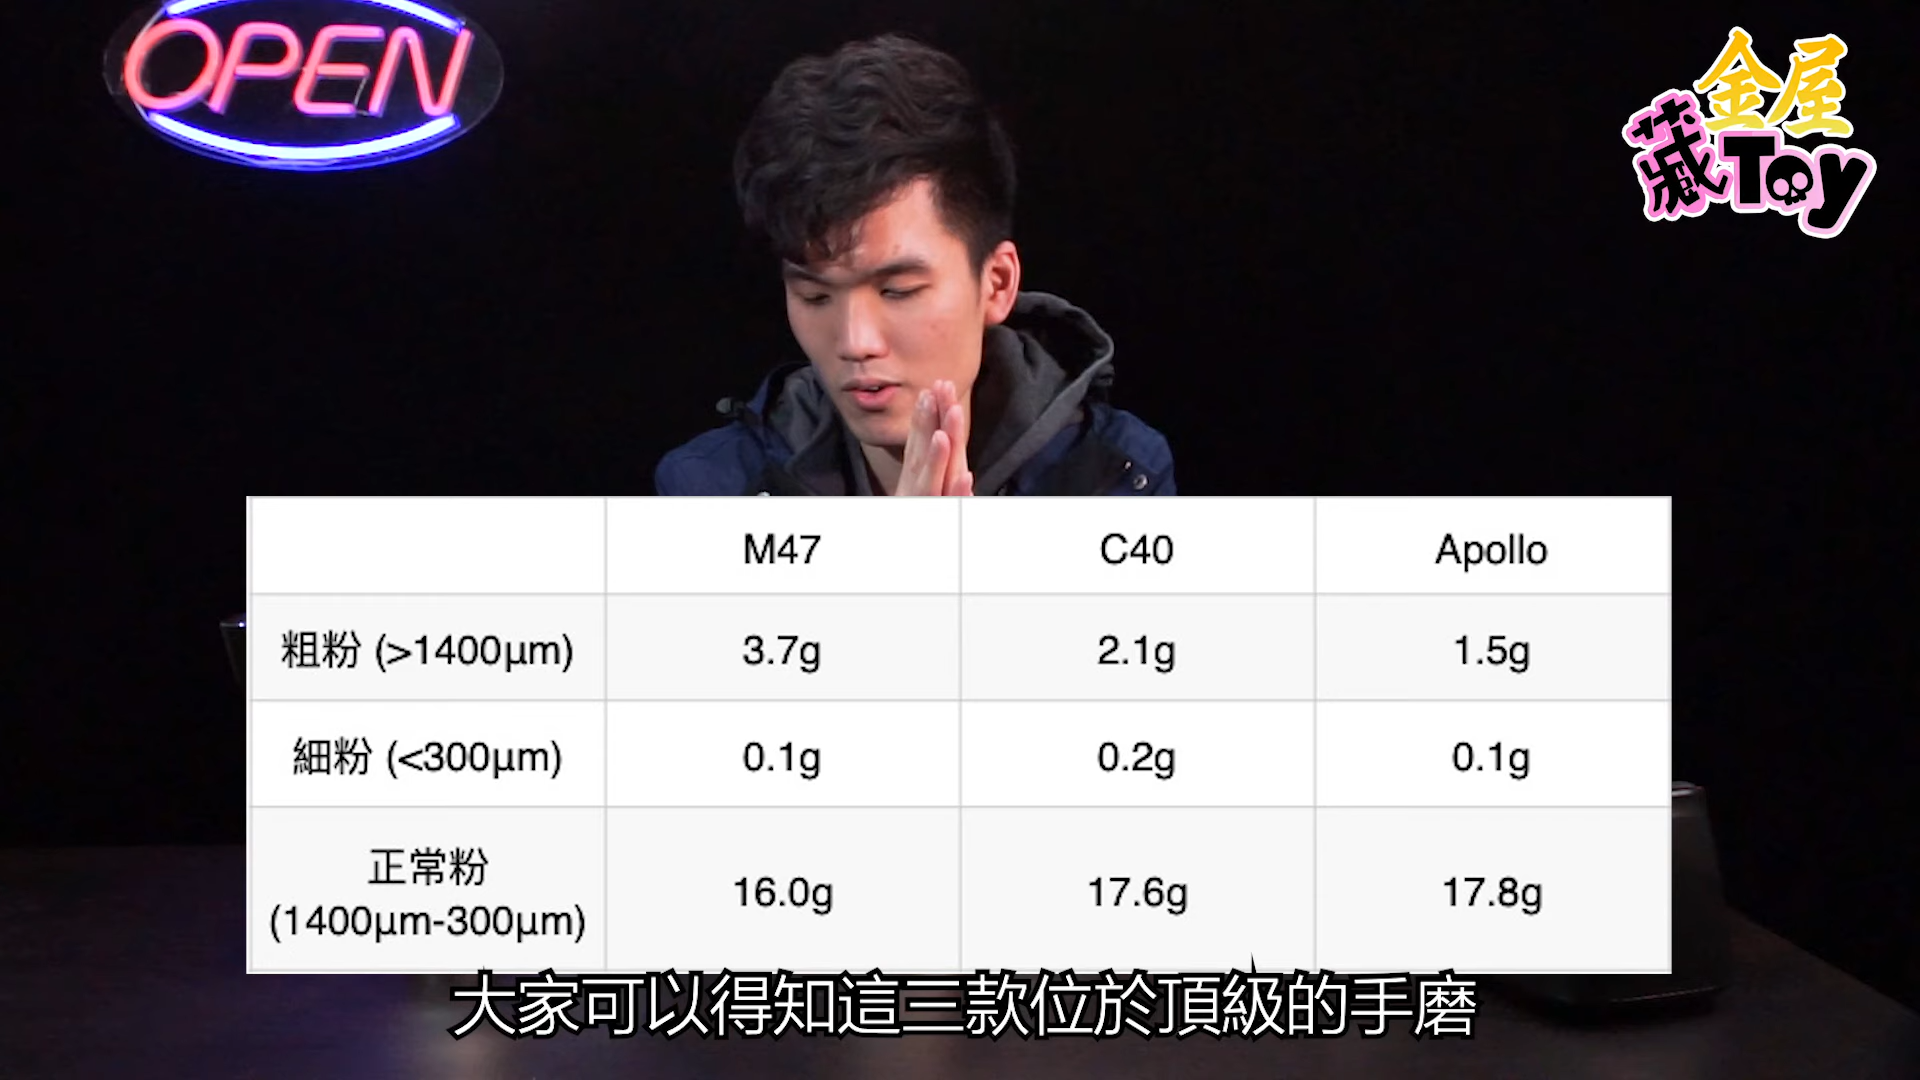 OPEN
金屋
藏Toy
M47 C40 Apollo
粗粉 (>1400μm) 3.7g 2.1g 1.5g
細粉 (<300μm) 0.1g 0.2g 0.1g
正常粉
(1400μm-300μm) 16.0g 17.6g 17.8g
大家可以得知這三款位於頂級的手磨